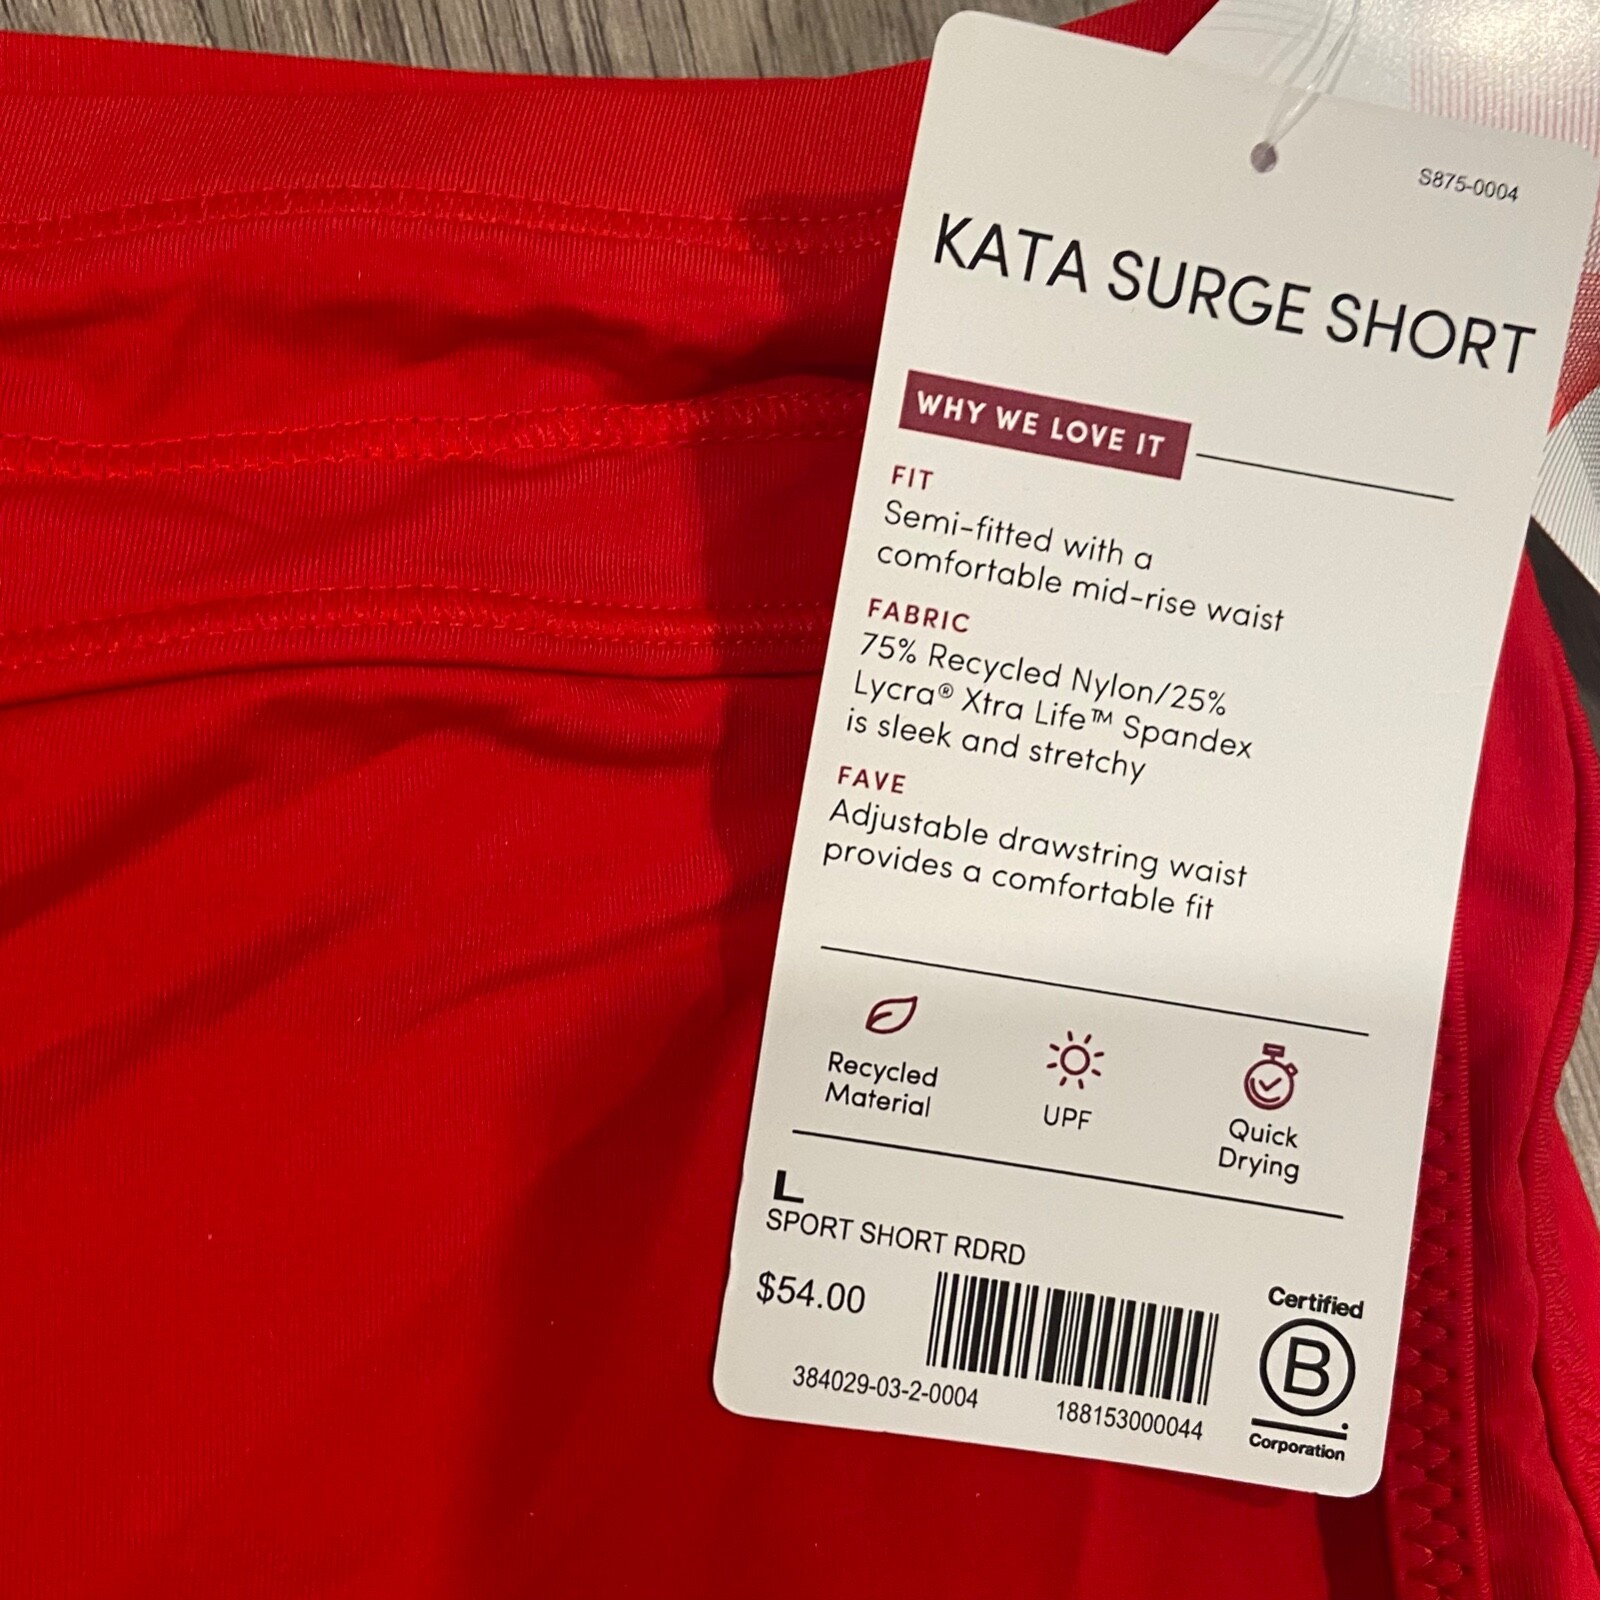 S875-0004
KATA SURGE SHORT
WHY WE LOVE IT
FIT
Semi-fitted with a
comfortable mid-rise waist
FABRIC
75% Recycled Nylon/25%
Lycra® Xtra Life™ Spandex
is sleek and stretchy
FAVE
Adjustable drawstring waist
provides a comfortable fit
Recycled
Material
UPF
Quick
Drying
L
SPORT SHORT RDRD
$54.00
384029-03-2-0004
188153000044
Certified
B
Corporation